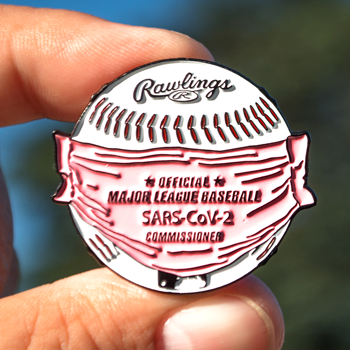 Rawlings
R
★ OFFICIAL ★
MAJOR LEAGUE BASEBALL
SARS-CoV-2
COMMISSIONER